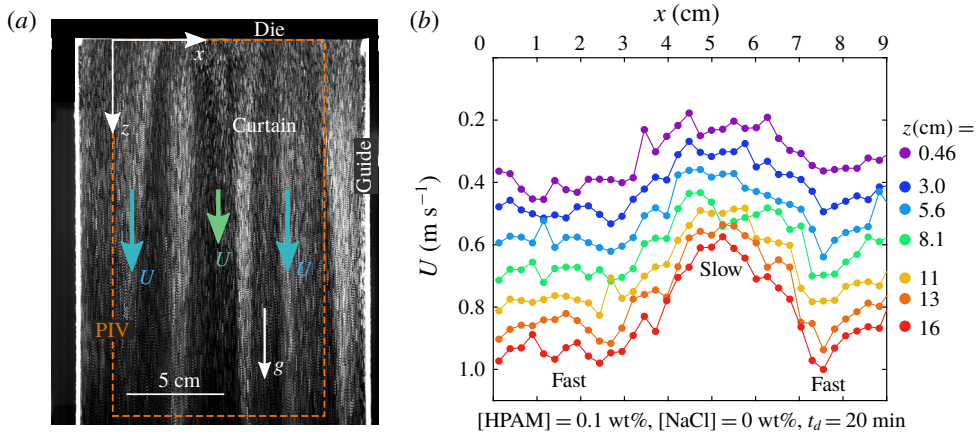 (a)
Die
x
z
Curtain
Guide
U
U
U
PIV
5 cm
g
(b)
x (cm)
0 1 2 3 4 5 6 7 8 9
U (m s⁻¹)
0.2
0.4
0.6
0.8
1.0
Slow
Fast
Fast
z(cm) =
0.46
3.0
5.6
8.1
11
13
16
[HPAM] = 0.1 wt%, [NaCl] = 0 wt%, t_d = 20 min